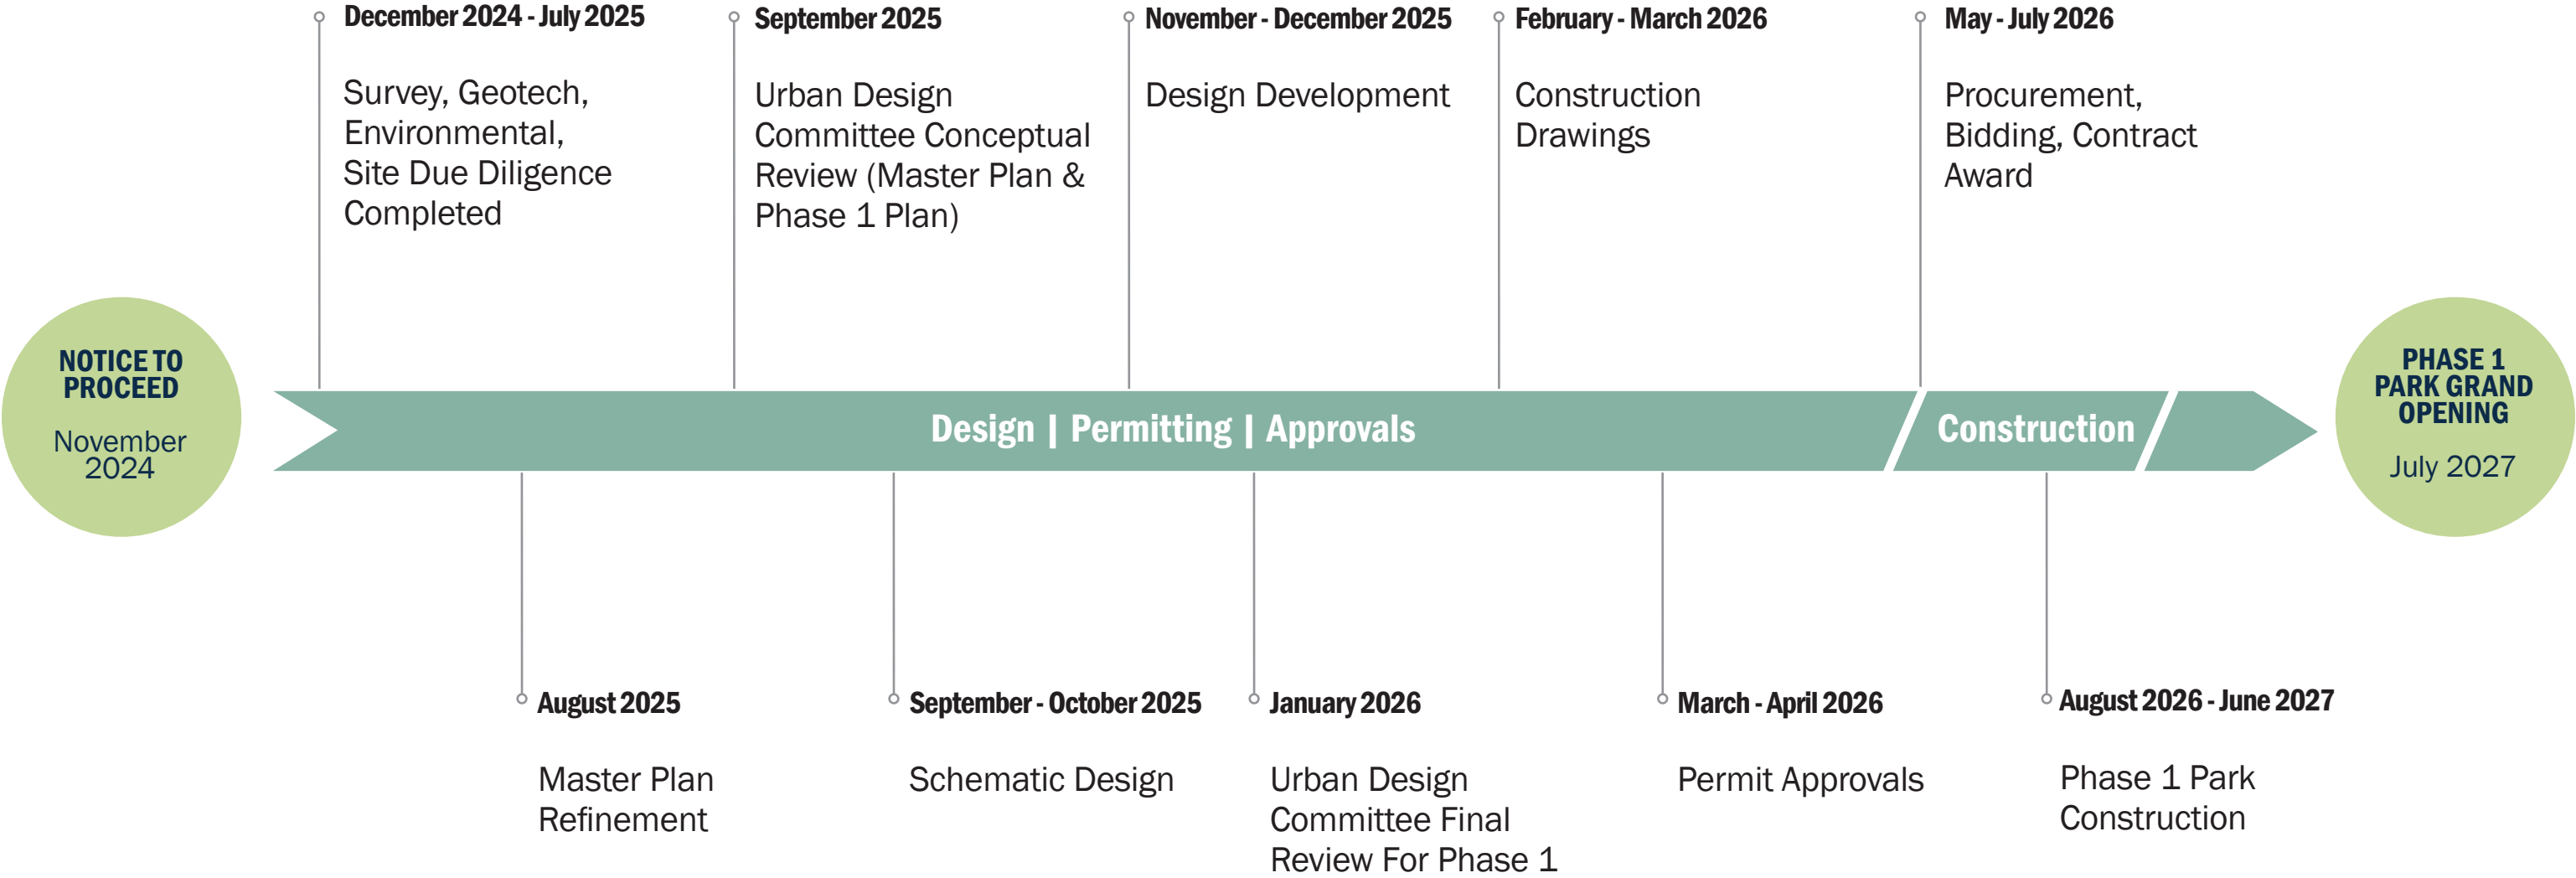 December 2024 - July 2025
Survey, Geotech,
Environmental,
Site Due Diligence
Completed
September 2025
Urban Design
Committee Conceptual
Review (Master Plan &
Phase 1 Plan)
November - December 2025
Design Development
February - March 2026
Construction
Drawings
May - July 2026
Procurement,
Bidding, Contract
Award
NOTICE TO
PROCEED
November
2024
Design | Permitting | Approvals
Construction
PHASE 1
PARK GRAND
OPENING
July 2027
August 2025
Master Plan
Refinement
September - October 2025
Schematic Design
January 2026
Urban Design
Committee Final
Review For Phase 1
March - April 2026
Permit Approvals
August 2026 - June 2027
Phase 1 Park
Construction